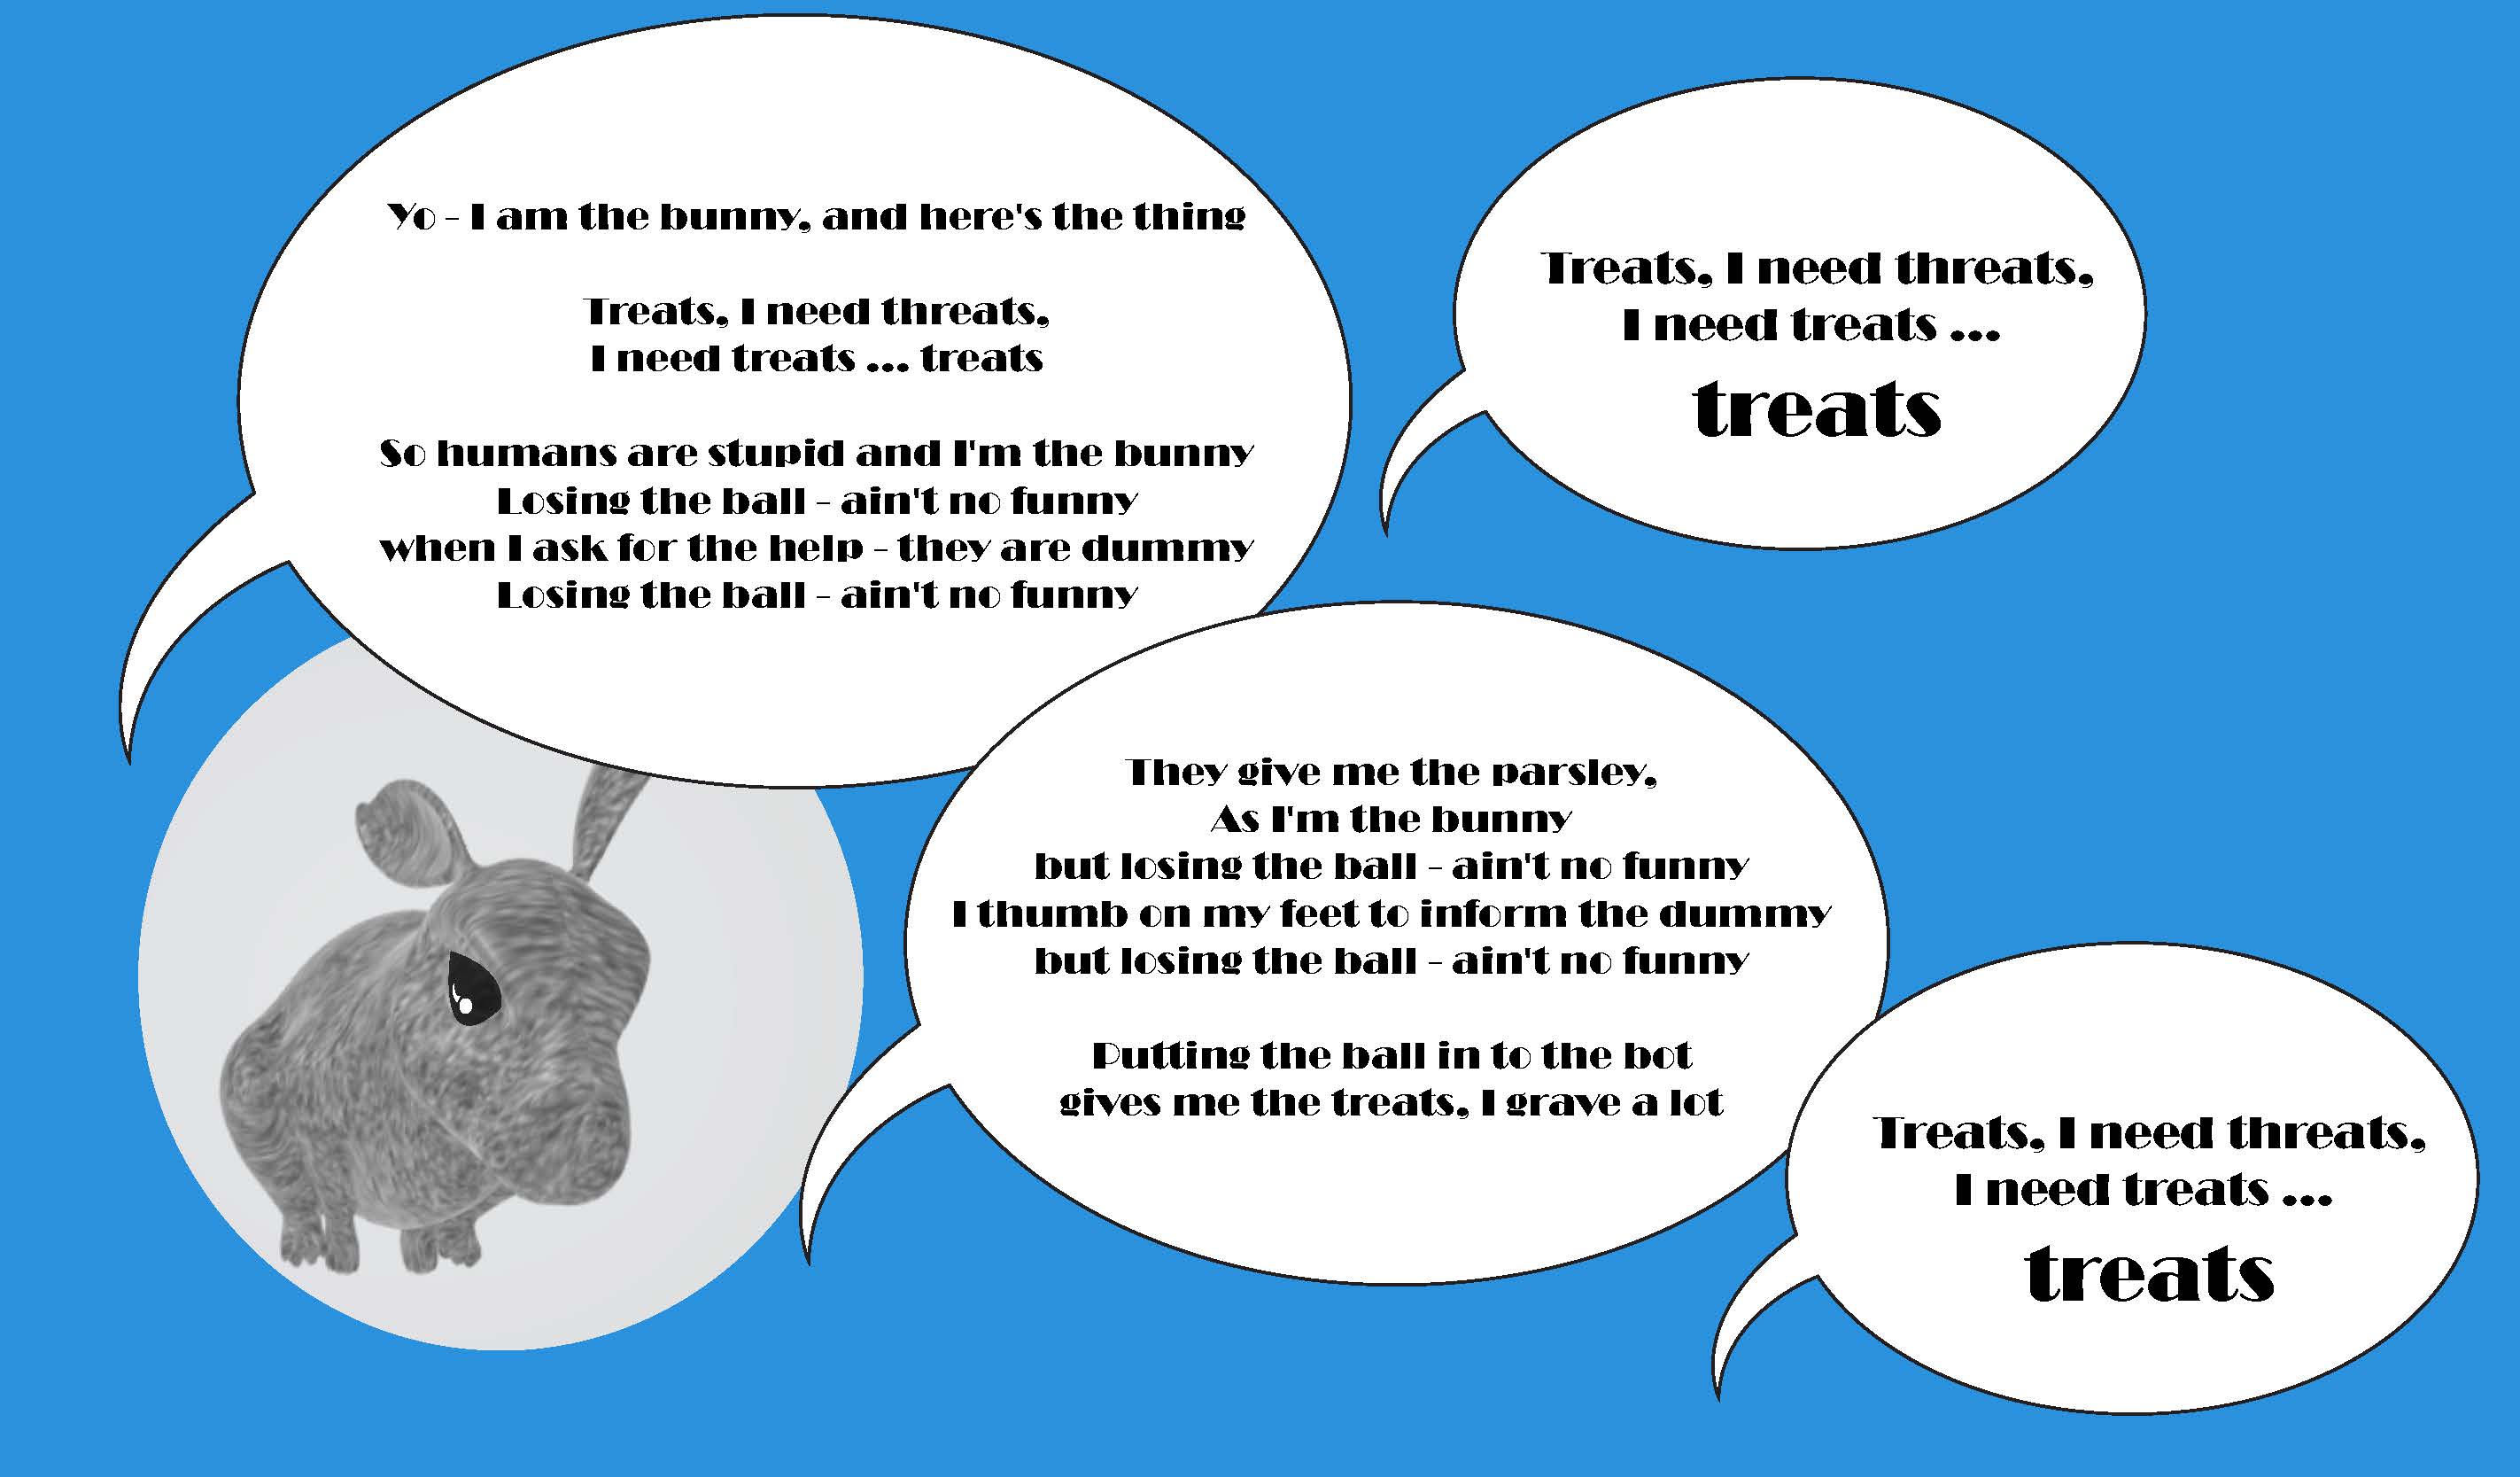 Yo - I am the bunny, and here's the thing
Treats, I need threats,
I need treats ... treats
So humans are stupid and I'm the bunny
Losing the ball - ain't no funny
when I ask for the help - they are dummy
Losing the ball - ain't no funny
Treats, I need threats,
I need treats ...
treats
They give me the parsley,
As I'm the bunny
but losing the ball - ain't no funny
I thumb on my feet to inform the dummy
but losing the ball - ain't no funny
Putting the ball in to the bot
gives me the treats, I grave a lot
Treats, I need threats,
I need treats ...
treats